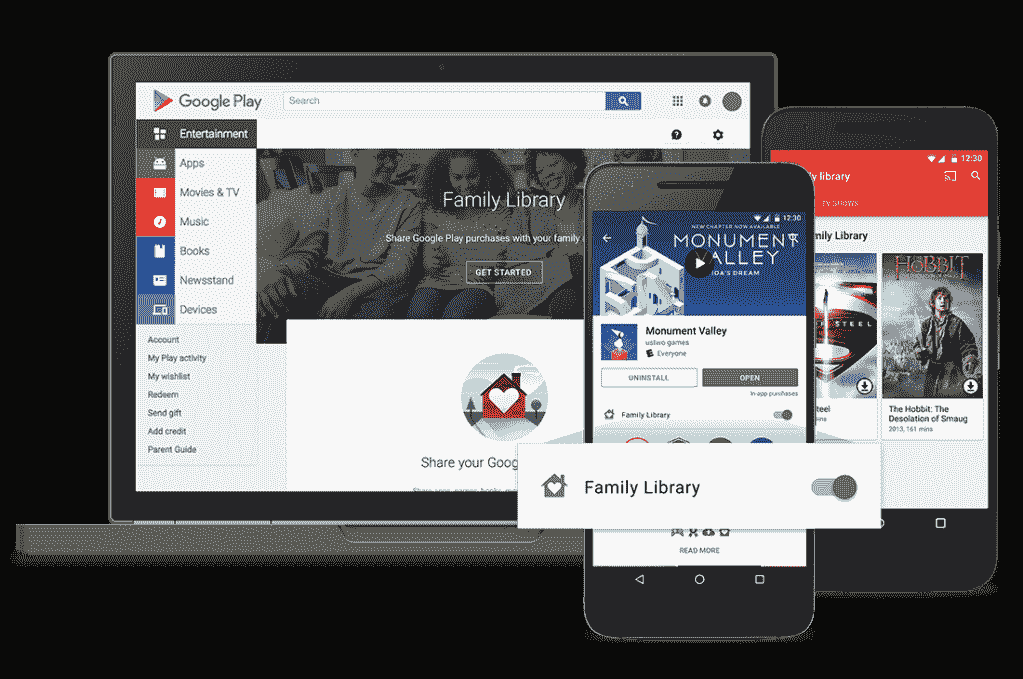 Google Play
Search
Entertainment
Apps
Movies & TV
Music
Books
Newsstand
Devices
Account
My Play activity
My wishlist
Redeem
Send gift
Add credit
Parent Guide
Family Library
Share Google Play purchases with your family
GET STARTED
Share your Goog
12:30
NEW CHAPTER NOW AVAILABLE
MONUMENT
VALLEY
IDA'S DREAM
Monument Valley
ustwo games
Everyone
UNINSTALL
OPEN
In-app purchases
Family Library
Family Library
READ MORE
12:30
ly library
TV SHOWS
mily Library
STEEL
THE
HOBBIT
teel
The Hobbit: The
Desolation of Smaug
2013, 161 mins